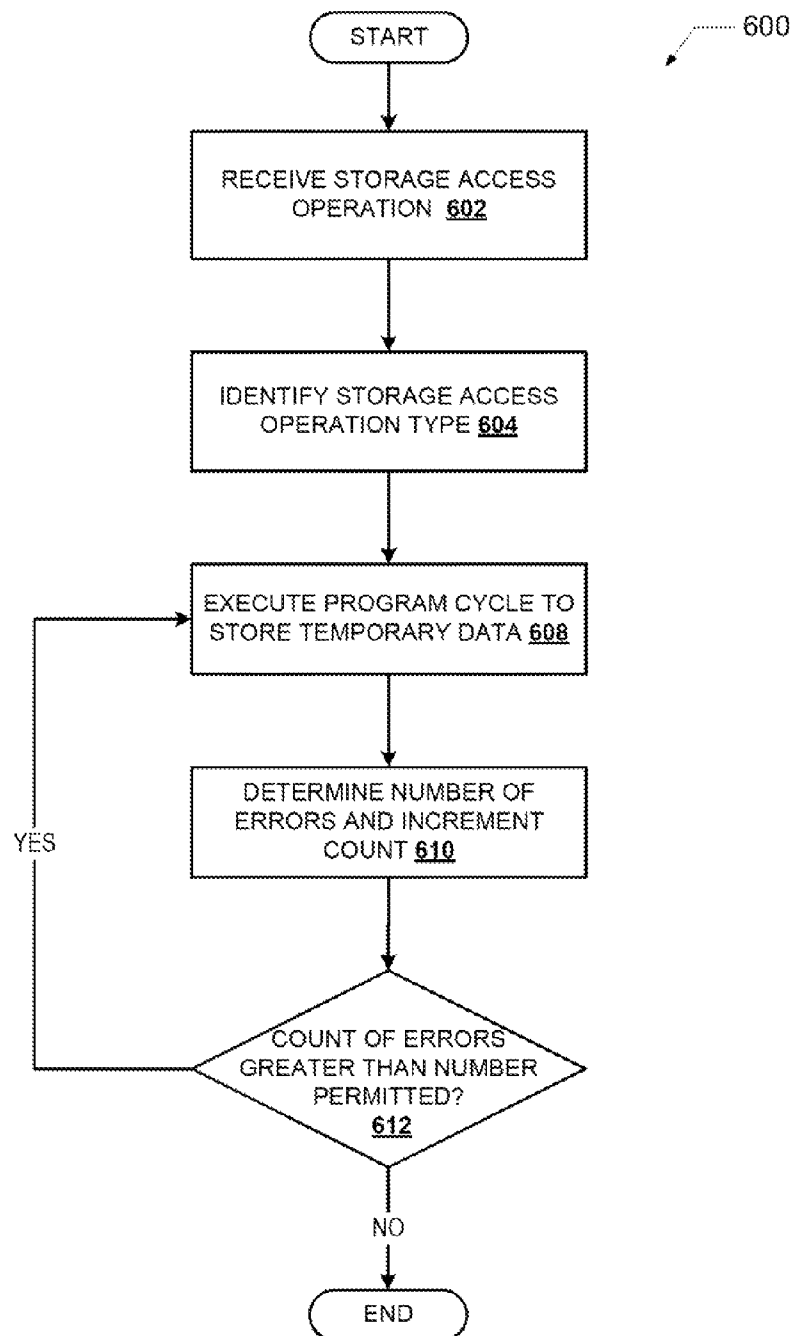 START
600
RECEIVE STORAGE ACCESS
OPERATION 602
IDENTIFY STORAGE ACCESS
OPERATION TYPE 604
EXECUTE PROGRAM CYCLE TO
STORE TEMPORARY DATA 608
DETERMINE NUMBER OF
ERRORS AND INCREMENT
COUNT 610
YES
COUNT OF ERRORS
GREATER THAN NUMBER
PERMITTED?
612
NO
END